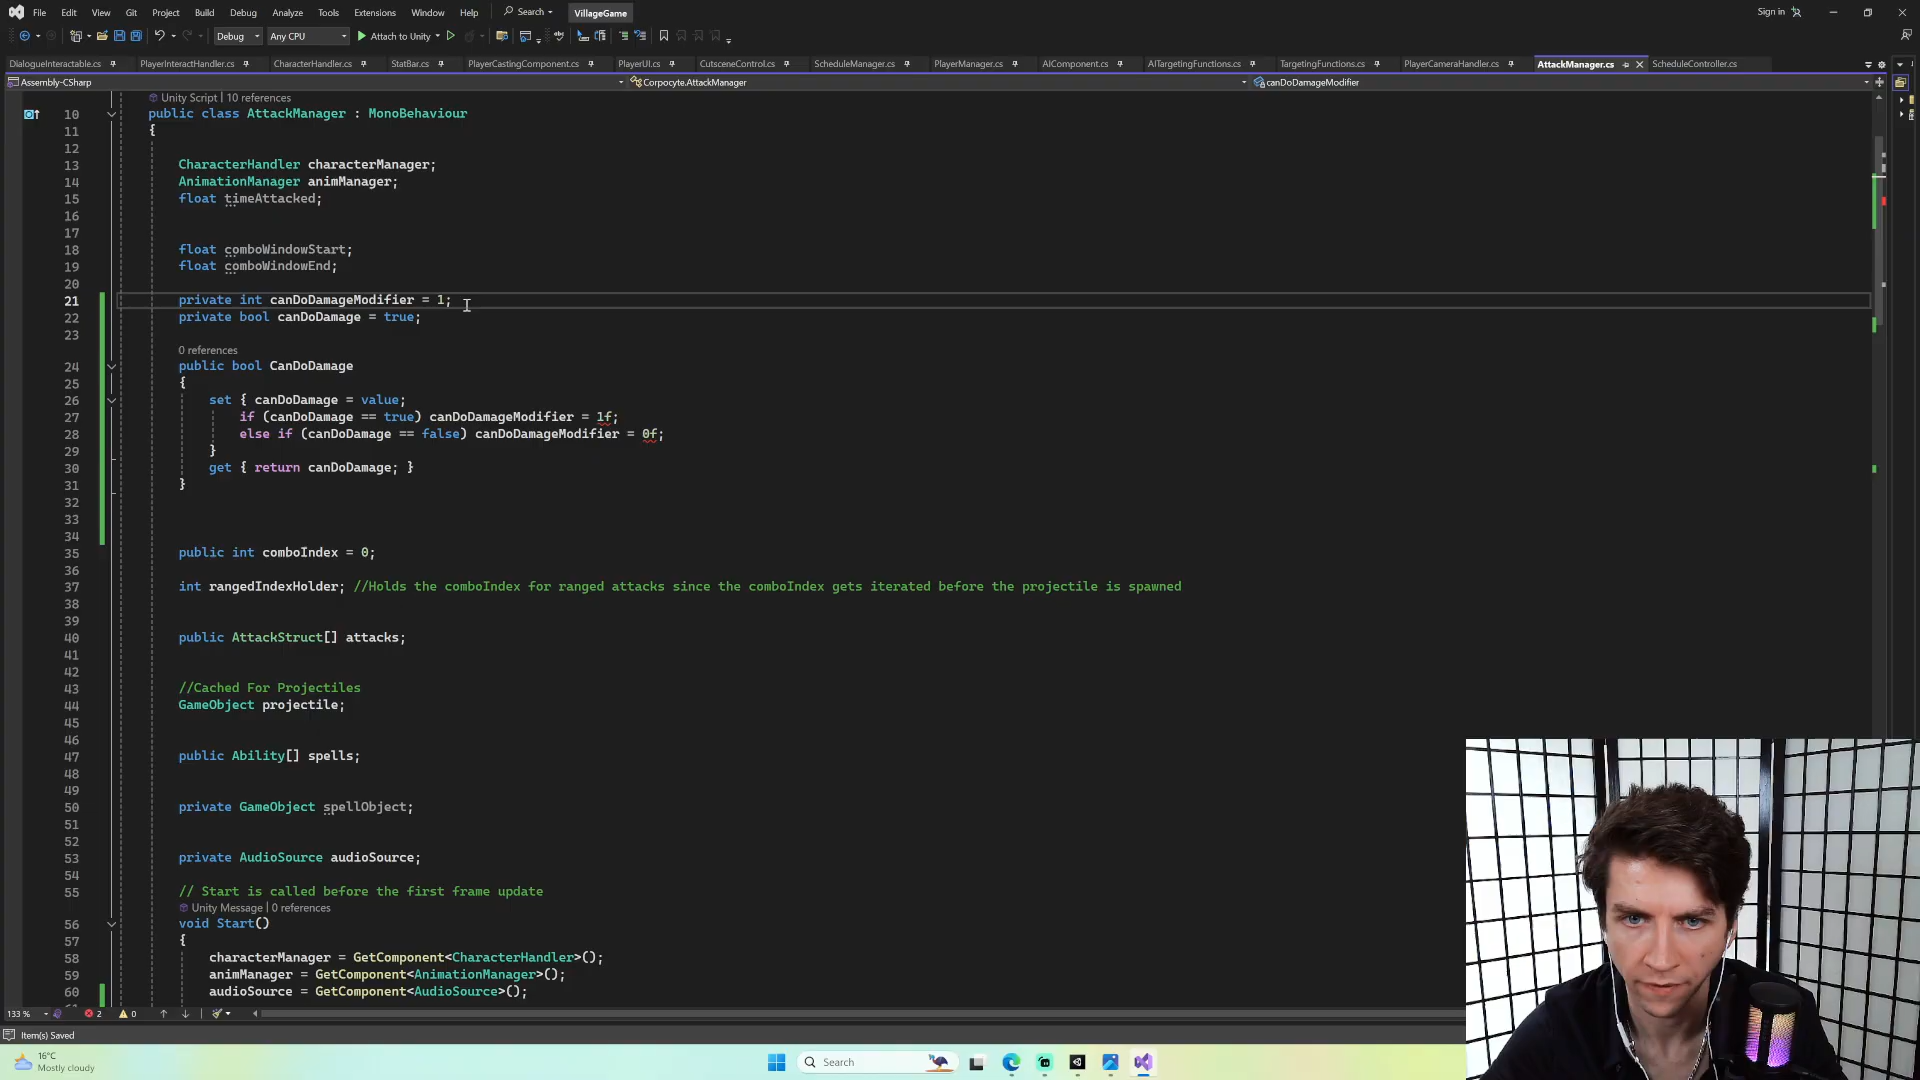 File Edit View Git Project Build Debug Analyze Tools Extensions Window Help Search VillageGame Sign in
Debug Any CPU Attach to Unity
DialogueInteractable.cs PlayerInteractHandler.cs CharacterHandler.cs StatBar.cs PlayerCastingComponent.cs PlayerUI.cs CutsceneControl.cs ScheduleManager.cs PlayerManager.cs AIComponent.cs AITargetingFunctions.cs TargetingFunctions.cs PlayerCameraHandler.cs AttackManager.cs ScheduleController.cs
Assembly-CSharp Corpocyte.AttackManager canDoDamageModifier
Unity Script | 10 references
10 public class AttackManager : MonoBehaviour
11 {
12
13 CharacterHandler characterManager;
14 AnimationManager animManager;
15 float timeAttacked;
16
17
18 float comboWindowStart;
19 float comboWindowEnd;
20
21 private int canDoDamageModifier = 1;
22 private bool canDoDamage = true;
23
0 references
24 public bool CanDoDamage
25 {
26 set { canDoDamage = value;
27 if (canDoDamage == true) canDoDamageModifier = 1f;
28 else if (canDoDamage == false) canDoDamageModifier = 0f;
29 }
30 get { return canDoDamage; }
31 }
32
33
34
35 public int comboIndex = 0;
36
37 int rangedIndexHolder; //Holds the comboIndex for ranged attacks since the comboIndex gets iterated before the projectile is spawned
38
39
40 public AttackStruct[] attacks;
41
42
43 //Cached For Projectiles
44 GameObject projectile;
45
46
47 public Ability[] spells;
48
49
50 private GameObject spellObject;
51
52
53 private AudioSource audioSource;
54
55 // Start is called before the first frame update
Unity Message | 0 references
56 void Start()
57 {
58 characterManager = GetComponent<CharacterHandler>();
59 animManager = GetComponent<AnimationManager>();
60 audioSource = GetComponent<AudioSource>();
133 % 2 0
Item(s) Saved
16°C
Mostly cloudy
Search